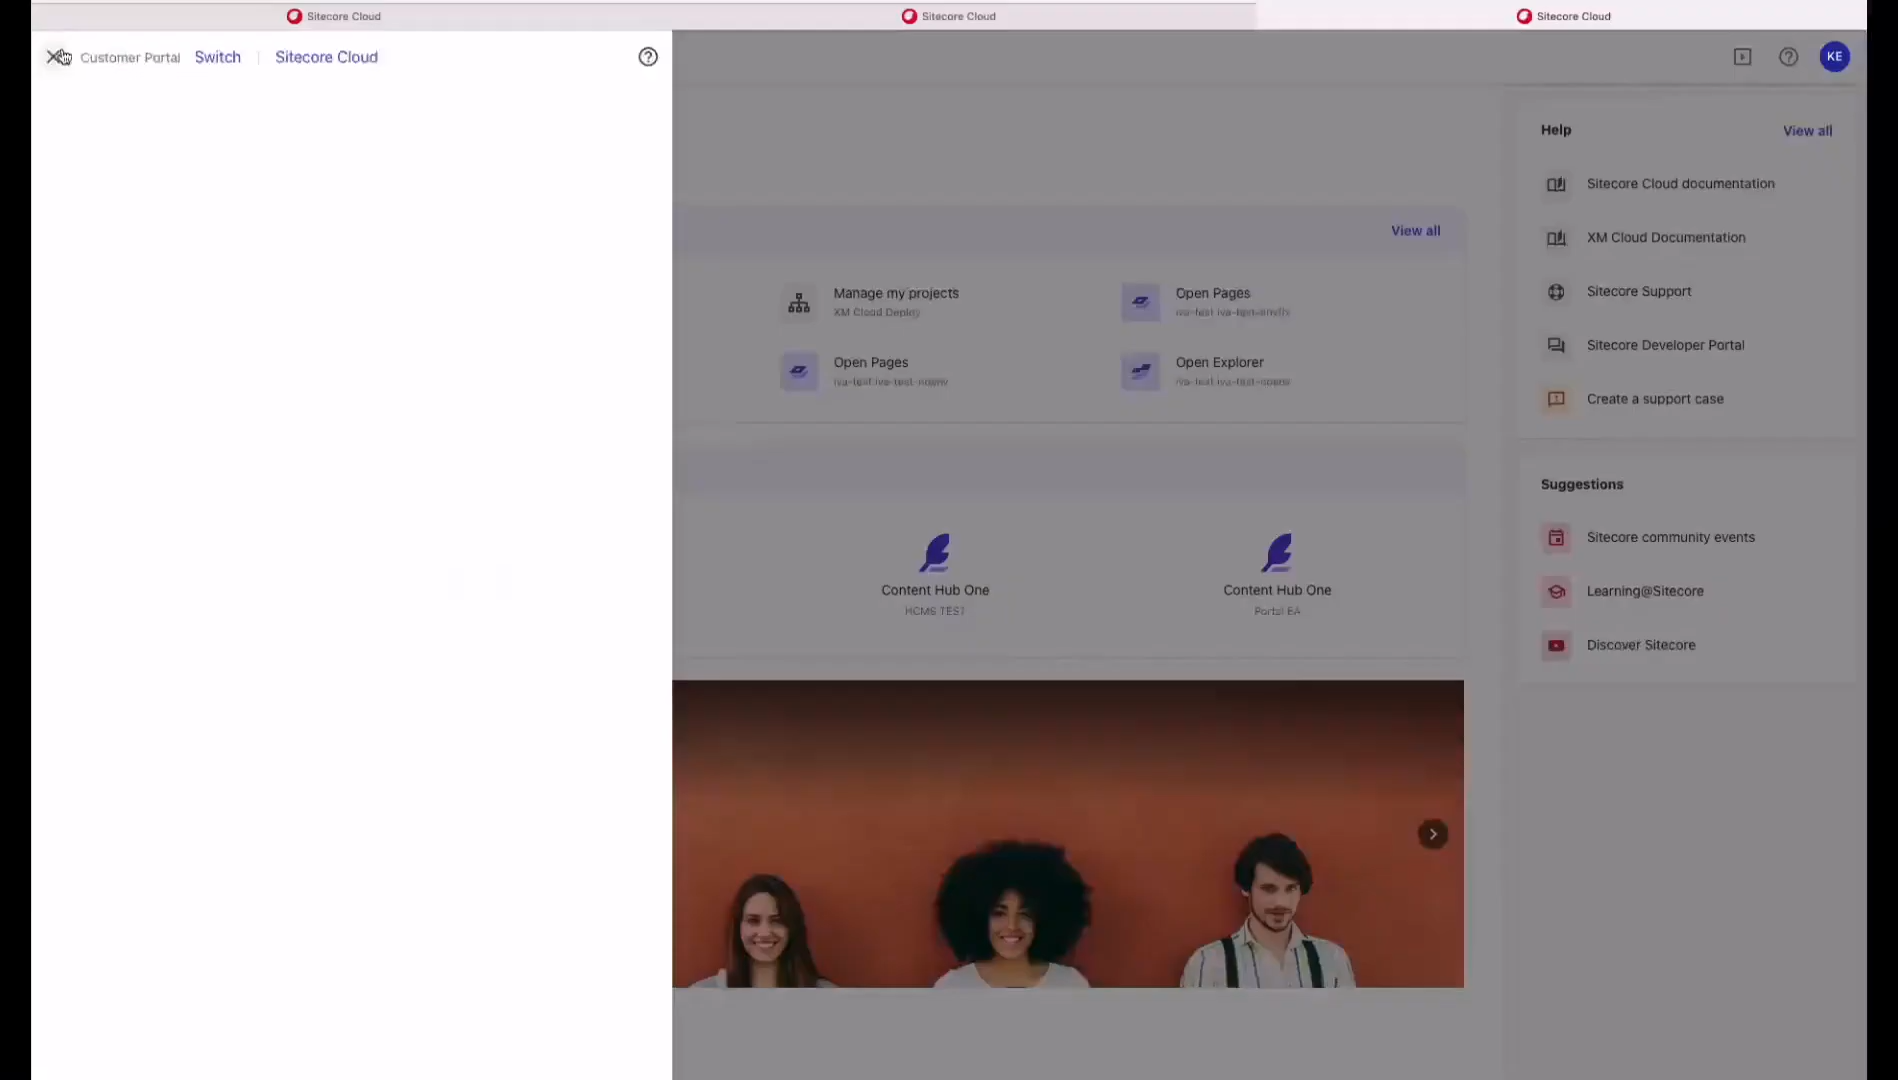 Sitecore Cloud
Sitecore Cloud
Sitecore Cloud
Customer Portal Switch Sitecore Cloud
KE
View all
Manage my projects
XM Cloud Deploy
Open Pages
Open Pages
Open Explorer
Content Hub One
HCMS TEST
Content Hub One
Portal EA
Help
View all
Sitecore Cloud documentation
XM Cloud Documentation
Sitecore Support
Sitecore Developer Portal
Create a support case
Suggestions
Sitecore community events
Learning@Sitecore
Discover Sitecore